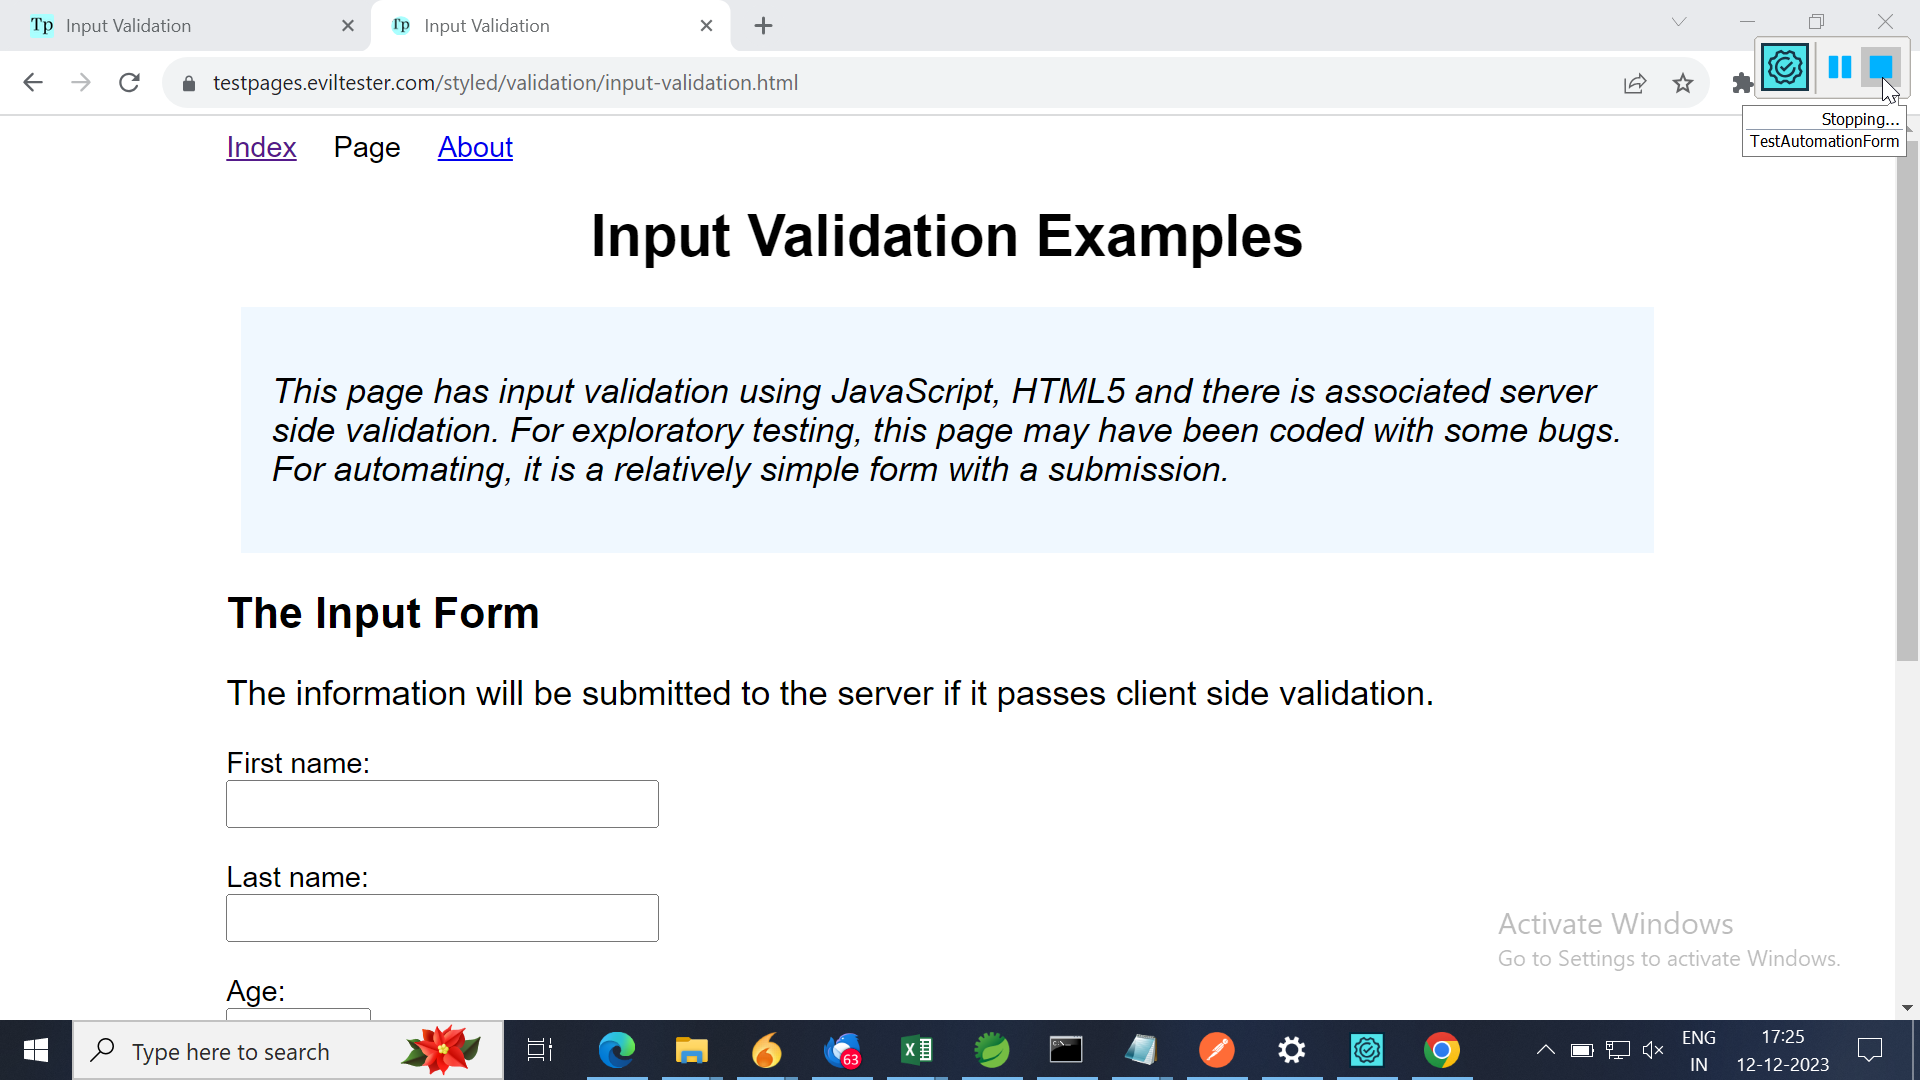 Tp Input Validation
Tp Input Validation
testpages.eviltester.com/styled/validation/input-validation.html
Stopping...
TestAutomationForm
Index Page About
Input Validation Examples
This page has input validation using JavaScript, HTML5 and there is associated server
side validation. For exploratory testing, this page may have been coded with some bugs.
For automating, it is a relatively simple form with a submission.
The Input Form
The information will be submitted to the server if it passes client side validation.
First name:
Last name:
Age:
Activate Windows
Go to Settings to activate Windows.
Type here to search
63
ENG
IN
17:25
12-12-2023